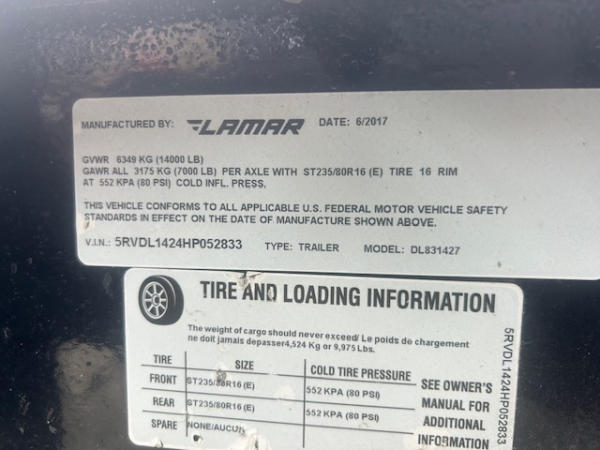 MANUFACTURED BY: LAMAR DATE: 6/2017
GVWR 6349 KG (14000 LB)
GAWR ALL 3175 KG (7000 LB) PER AXLE WITH ST235/80R16 (E) TIRE 16 RIM
AT 552 KPA (80 PSI) COLD INFL. PRESS.
THIS VEHICLE CONFORMS TO ALL APPLICABLE U.S. FEDERAL MOTOR VEHICLE SAFETY
STANDARDS IN EFFECT ON THE DATE OF MANUFACTURE SHOWN ABOVE.
V.I.N.: 5RVDL1424HP052833 TYPE: TRAILER MODEL: DL831427
TIRE AND LOADING INFORMATION
The weight of cargo should never exceed/ Le poids de chargement
ne doit jamais depasser4,524 Kg or 9,975 Lbs.
TIRE SIZE COLD TIRE PRESSURE
FRONT ST235/80R16 (E) 552 KPA (80 PSI)
REAR ST235/80R16 (E) 552 KPA (80 PSI)
SPARE NONE/AUCUN
SEE OWNER'S
MANUAL FOR
ADDITIONAL
INFORMATION
5RVDL1424HP052833